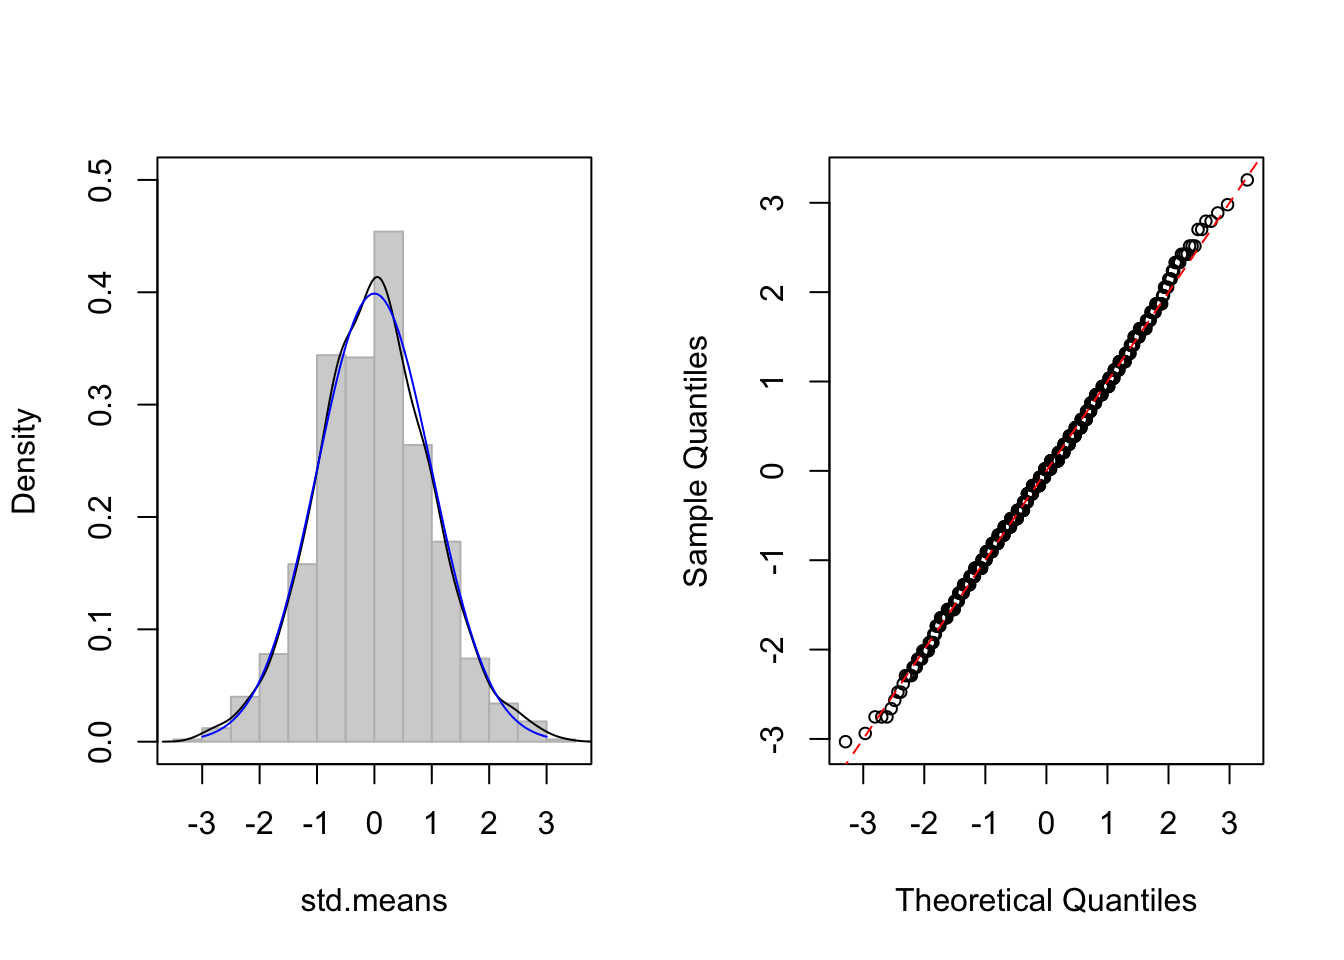 Density
0.5
0.4
0.3
0.2
0.1
0.0
-3 -2 -1 0 1 2 3
std.means
Sample Quantiles
3
2
1
0
-1
-2
-3
-3 -2 -1 0 1 2 3
Theoretical Quantiles